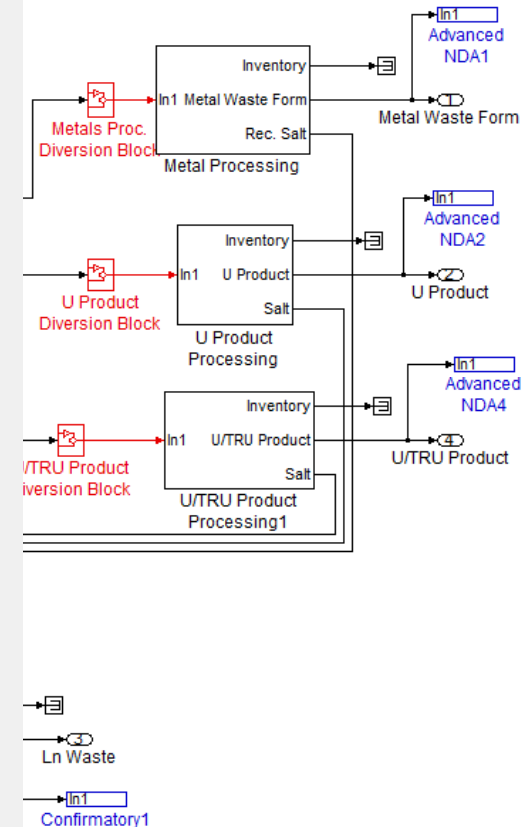 In1
Advanced
NDA1
Inventory
In1 Metal Waste Form
Rec. Salt
1
Metal Waste Form
Metals Proc.
Diversion Block
Metal Processing
In1
Advanced
NDA2
Inventory
In1 U Product
Salt
2
U Product
U Product
Diversion Block
U Product
Processing
In1
Advanced
NDA4
Inventory
In1 U/TRU Product
Salt
4
U/TRU Product
/TRU Product
iversion Block
U/TRU Product
Processing1
3
Ln Waste
In1
Confirmatory1